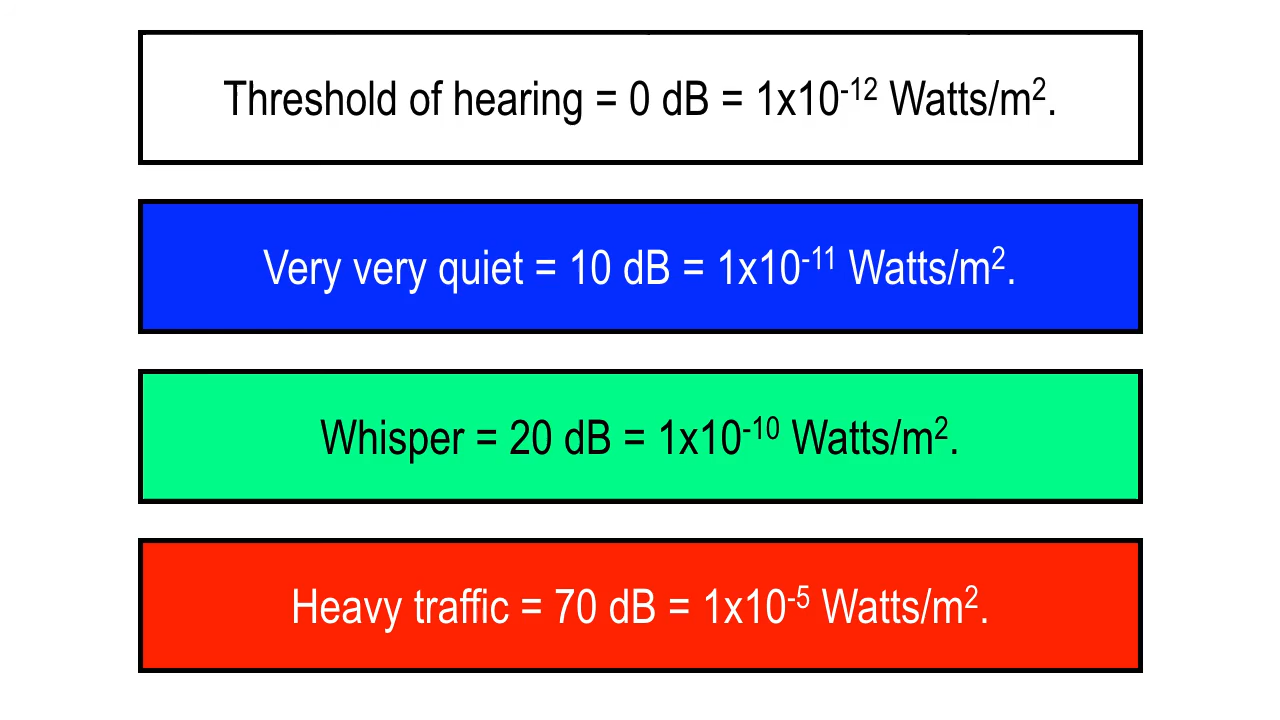 Threshold of hearing = 0 dB = 1x10⁻¹² Watts/m².
Very very quiet = 10 dB = 1x10⁻¹¹ Watts/m².
Whisper = 20 dB = 1x10⁻¹⁰ Watts/m².
Heavy traffic = 70 dB = 1x10⁻⁵ Watts/m².